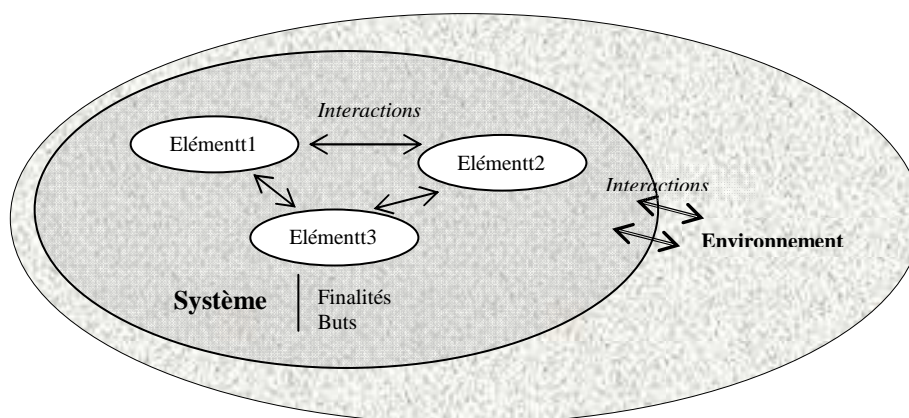 Interactions
Elémentt1
Elémentt2
Interactions
Elémentt3
Environnement
Système
Finalités
Buts